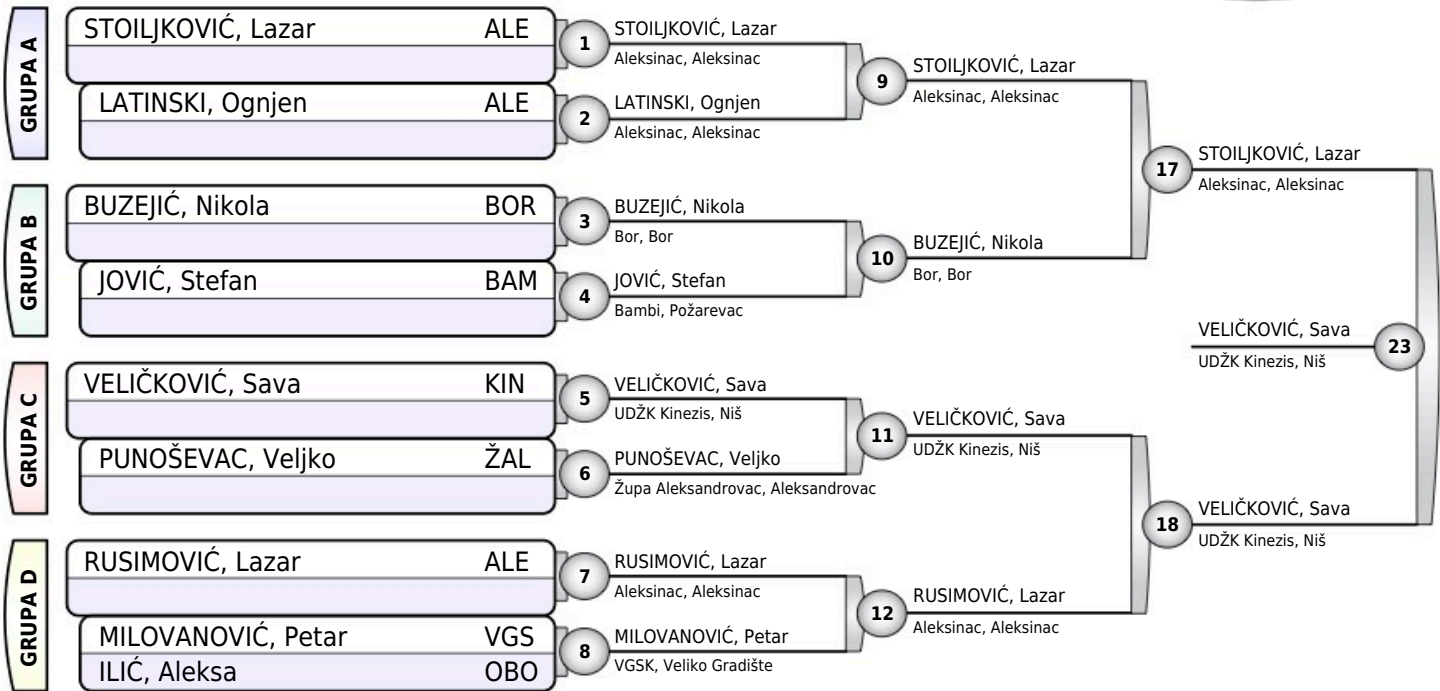 GRUPA A
STOILJKOVIĆ, Lazar ALE
LATINSKI, Ognjen ALE
GRUPA B
BUZEJIĆ, Nikola BOR
JOVIĆ, Stefan BAM
GRUPA C
VELIČKOVIĆ, Sava KIN
PUNOŠEVAC, Veljko ŽAL
GRUPA D
RUSIMOVIĆ, Lazar ALE
MILOVANOVIĆ, Petar VGS
ILIĆ, Aleksa OBO
1
STOILJKOVIĆ, Lazar
Aleksinac, Aleksinac
2
LATINSKI, Ognjen
Aleksinac, Aleksinac
3
BUZEJIĆ, Nikola
Bor, Bor
4
JOVIĆ, Stefan
Bambi, Požarevac
5
VELIČKOVIĆ, Sava
UDŽK Kinezis, Niš
6
PUNOŠEVAC, Veljko
Župa Aleksandrovac, Aleksandrovac
7
RUSIMOVIĆ, Lazar
Aleksinac, Aleksinac
8
MILOVANOVIĆ, Petar
VGSK, Veliko Gradište
9
STOILJKOVIĆ, Lazar
Aleksinac, Aleksinac
10
BUZEJIĆ, Nikola
Bor, Bor
11
VELIČKOVIĆ, Sava
UDŽK Kinezis, Niš
12
RUSIMOVIĆ, Lazar
Aleksinac, Aleksinac
17
STOILJKOVIĆ, Lazar
Aleksinac, Aleksinac
18
VELIČKOVIĆ, Sava
UDŽK Kinezis, Niš
VELIČKOVIĆ, Sava
UDŽK Kinezis, Niš
23